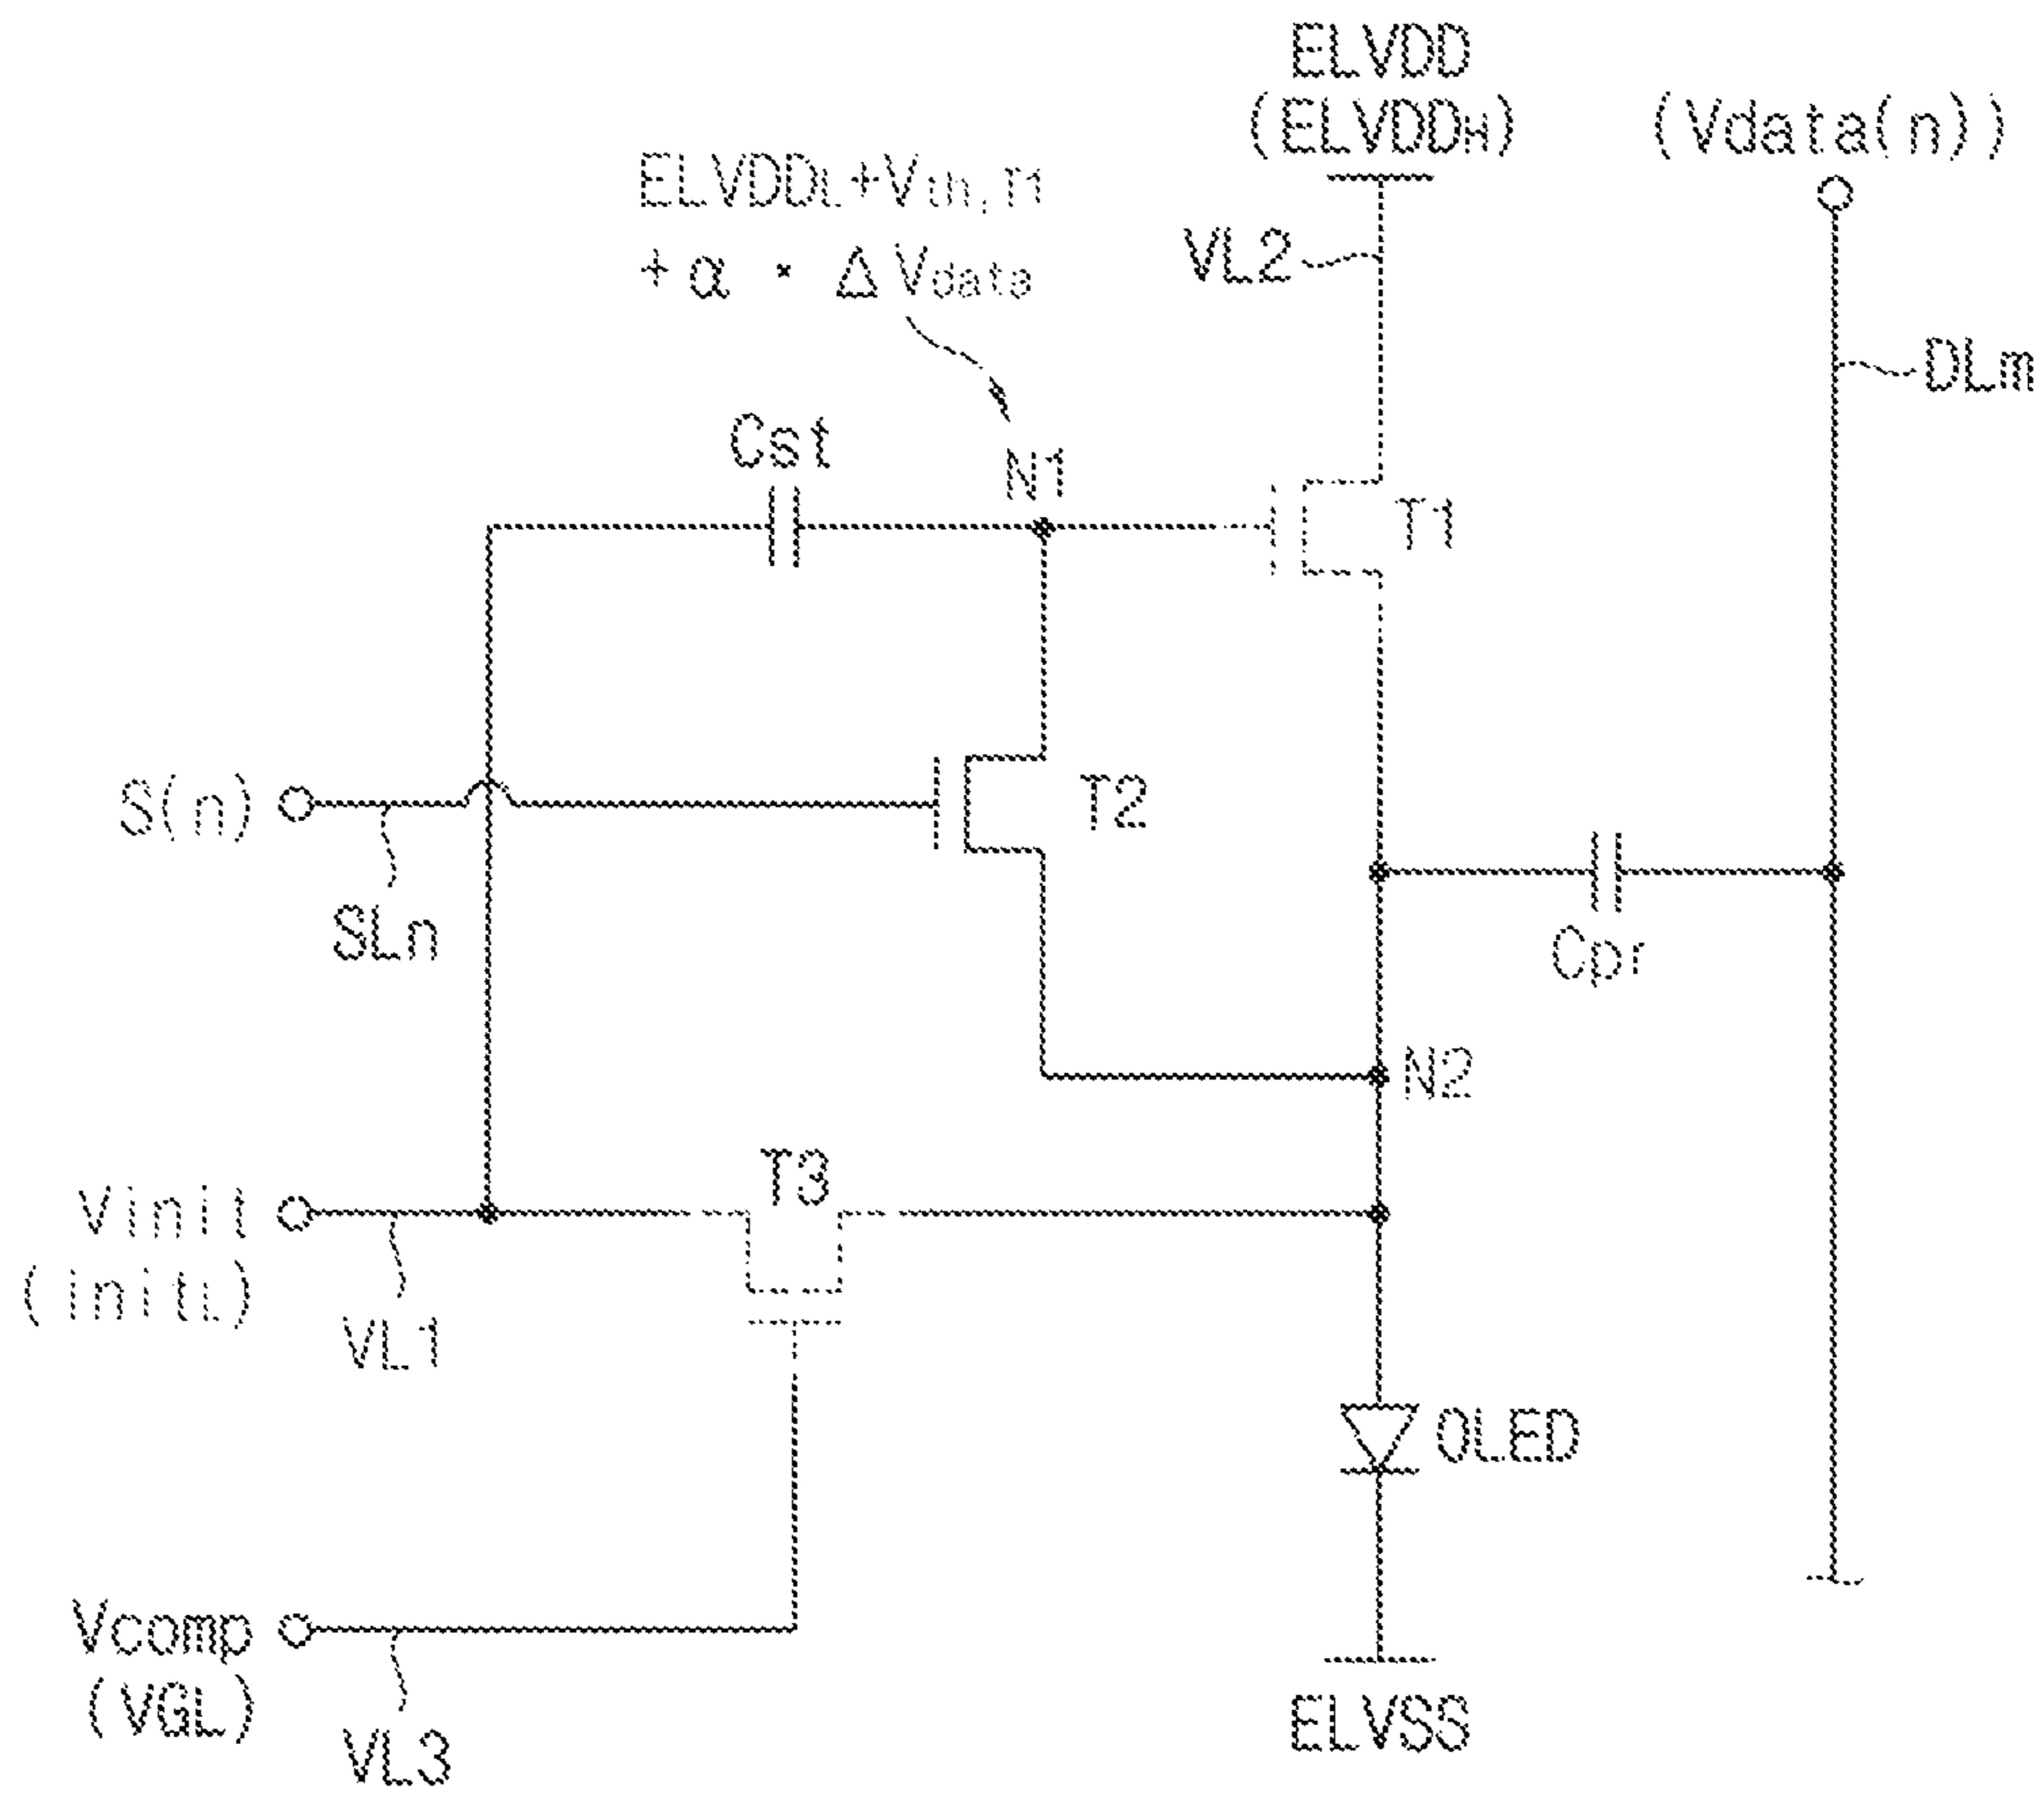 ELVDD
(ELVDDH)
(Vdata(n))
ELVDDL+Vth,T1
+α・ΔVdata
VL2
DLm
Cst
N1
T1
S(n)
T2
SLn
Cpr
N2
T3
Vinit
(initL)
VL1
OLED
Vcomp
(VGL)
VL3
ELVSS